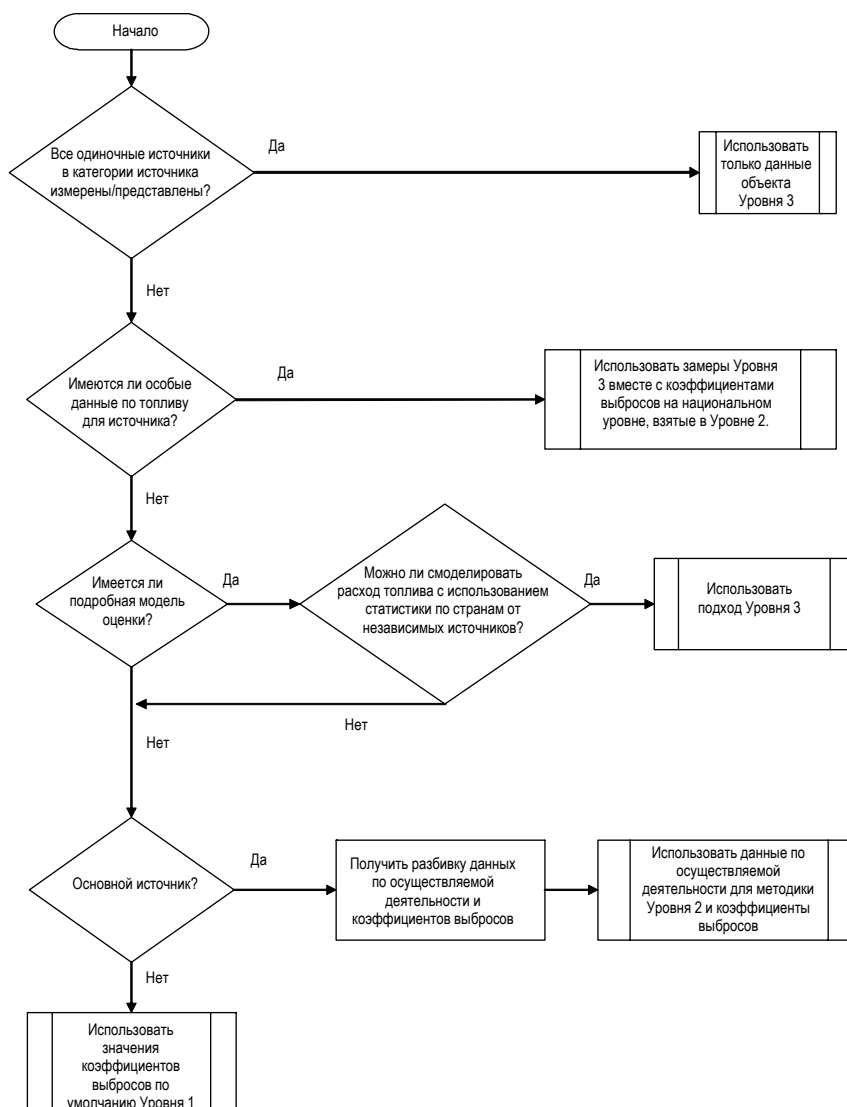 Начало
Все одиночные источники
в категории источника
измерены/представлены?
Да
Использовать
только данные
объекта
Уровня 3
Нет
Имеются ли особые
данные по топливу
для источника?
Да
Использовать замеры Уровня
3 вместе с коэффициентами
выбросов на национальном
уровне, взятые в Уровне 2.
Нет
Имеется ли
подробная модель
оценки?
Да
Можно ли смоделировать
расход топлива с использованием
статистики по странам от
независимых источников?
Да
Использовать
подход Уровня 3
Нет
Нет
Основной источник?
Да
Получить разбивку данных
по осуществляемой
деятельности и
коэффициентов выбросов
Использовать данные по
осуществляемой
деятельности для методики
Уровня 2 и коэффициенты
выбросов
Нет
Использовать
значения
коэффициентов
выбросов по
умолчанию Уровня 1